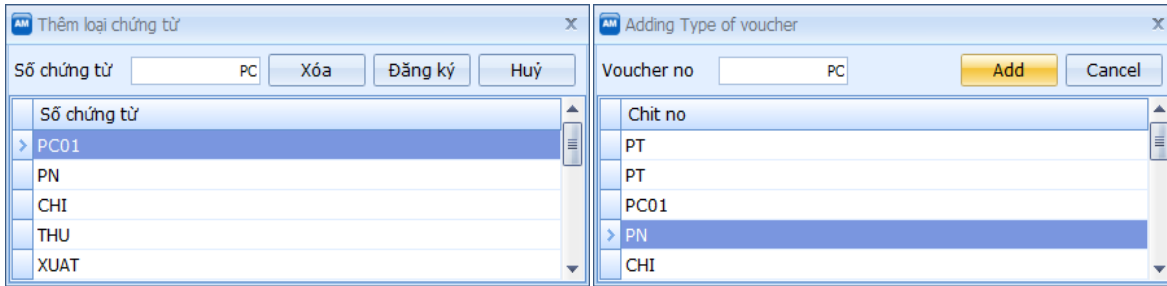 AM Thêm loại chứng từ x
Số chứng từ PC Xóa Đăng ký Huỷ
Số chứng từ
PC01
PN
CHI
THU
XUAT
AM Adding Type of voucher x
Voucher no PC Add Cancel
Chit no
PT
PT
PC01
PN
CHI